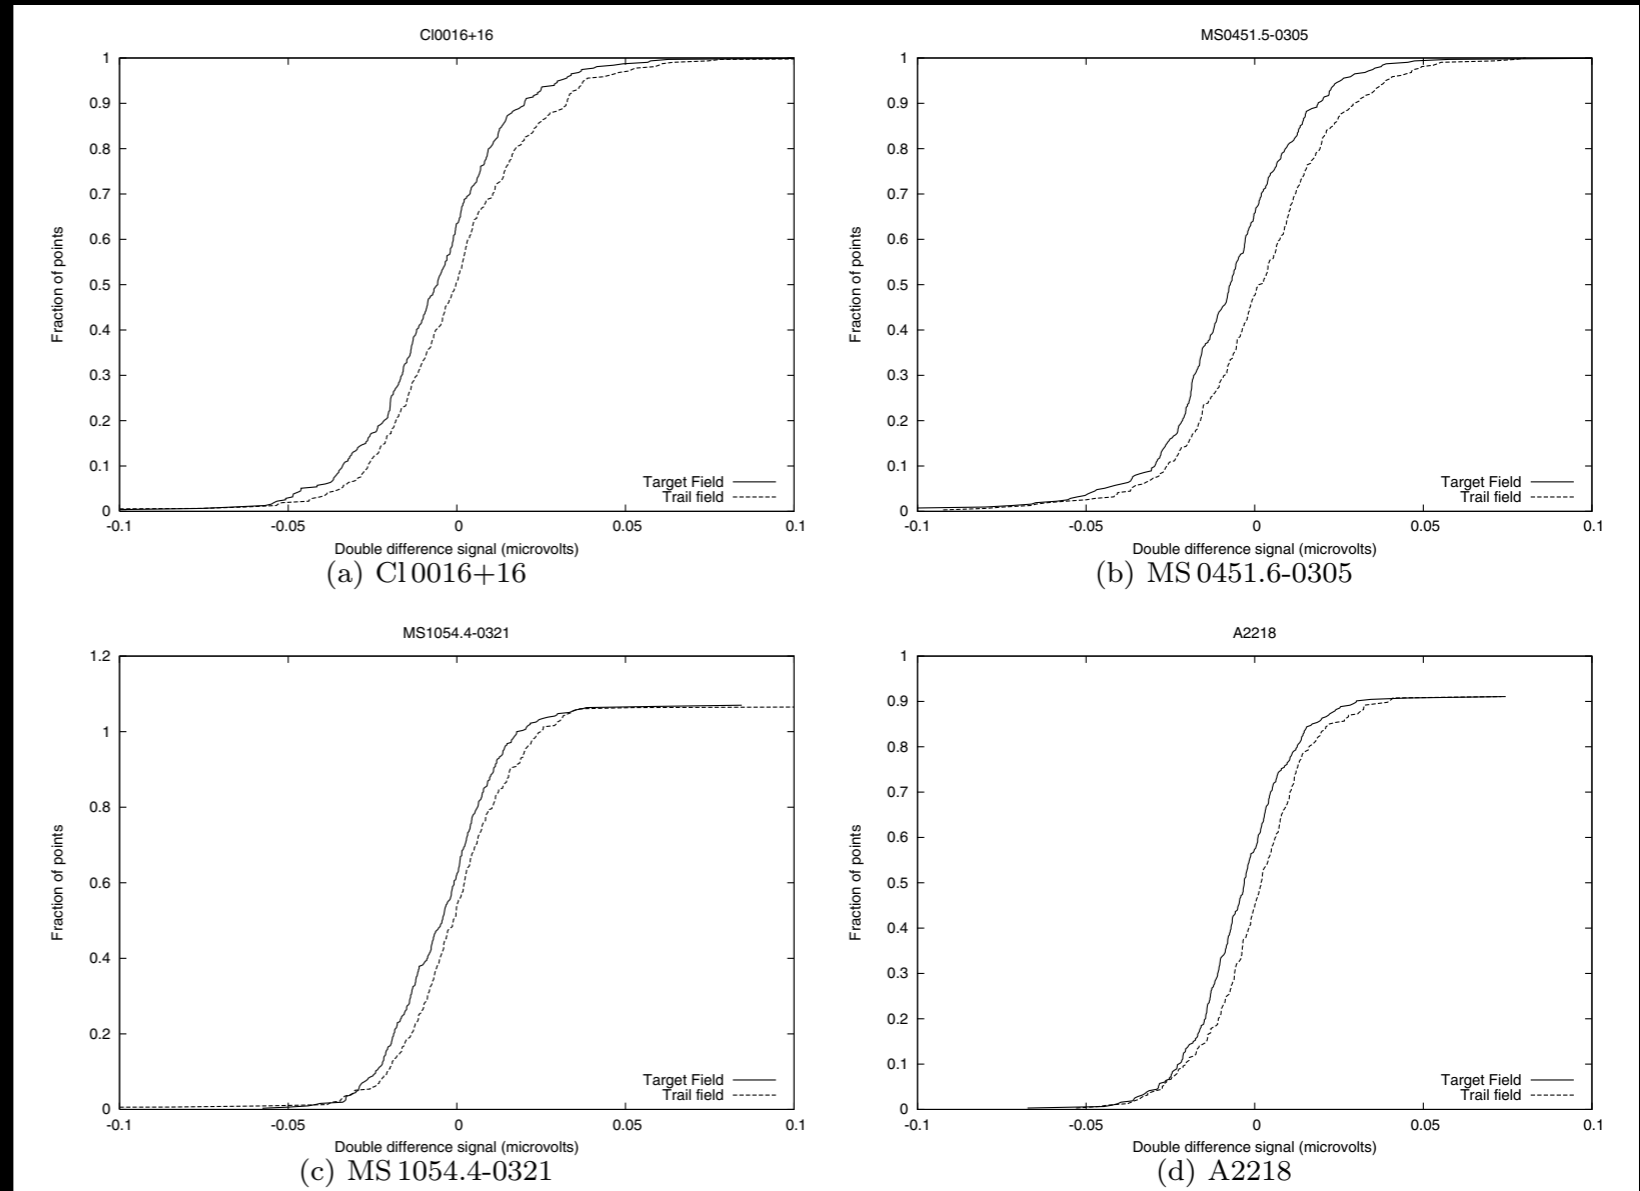 Cl0016+16
1
0.9
0.8
0.7
0.6
0.5
0.4
0.3
0.2
0.1
0
Fraction of points
Target Field
Trail field
-0.1 -0.05 0 0.05 0.1
Double difference signal (microvolts)
(a) Cl 0016+16
MS0451.5-0305
1
0.9
0.8
0.7
0.6
0.5
0.4
0.3
0.2
0.1
0
Fraction of points
Target Field
Trail field
-0.1 -0.05 0 0.05 0.1
Double difference signal (microvolts)
(b) MS 0451.6-0305
MS1054.4-0321
1.2
1
0.8
0.6
0.4
0.2
0
Fraction of points
Target Field
Trail field
-0.1 -0.05 0 0.05 0.1
Double difference signal (microvolts)
(c) MS 1054.4-0321
A2218
1
0.9
0.8
0.7
0.6
0.5
0.4
0.3
0.2
0.1
0
Fraction of points
Target Field
Trail field
-0.1 -0.05 0 0.05 0.1
Double difference signal (microvolts)
(d) A2218